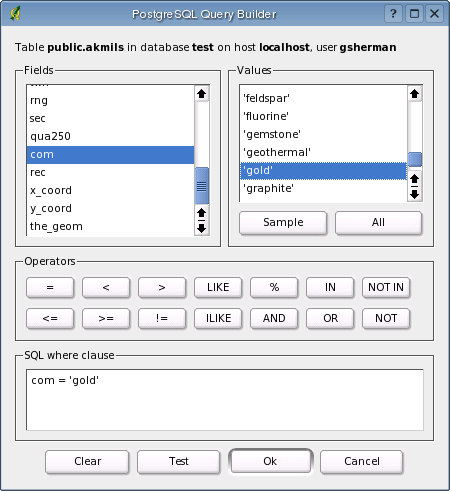 PostgreSQL Query Builder
Table public.akmils in database test on host localhost, user gsherman
Fields
rng
sec
qua250
com
rec
x_coord
y_coord
the_geom
Values
'feldspar'
'fluorine'
'gemstone'
'geothermal'
'gold'
'graphite'
Sample All
Operators
= < > LIKE % IN NOT IN
<= >= != ILIKE AND OR NOT
SQL where clause
com = 'gold'
Clear Test Ok Cancel